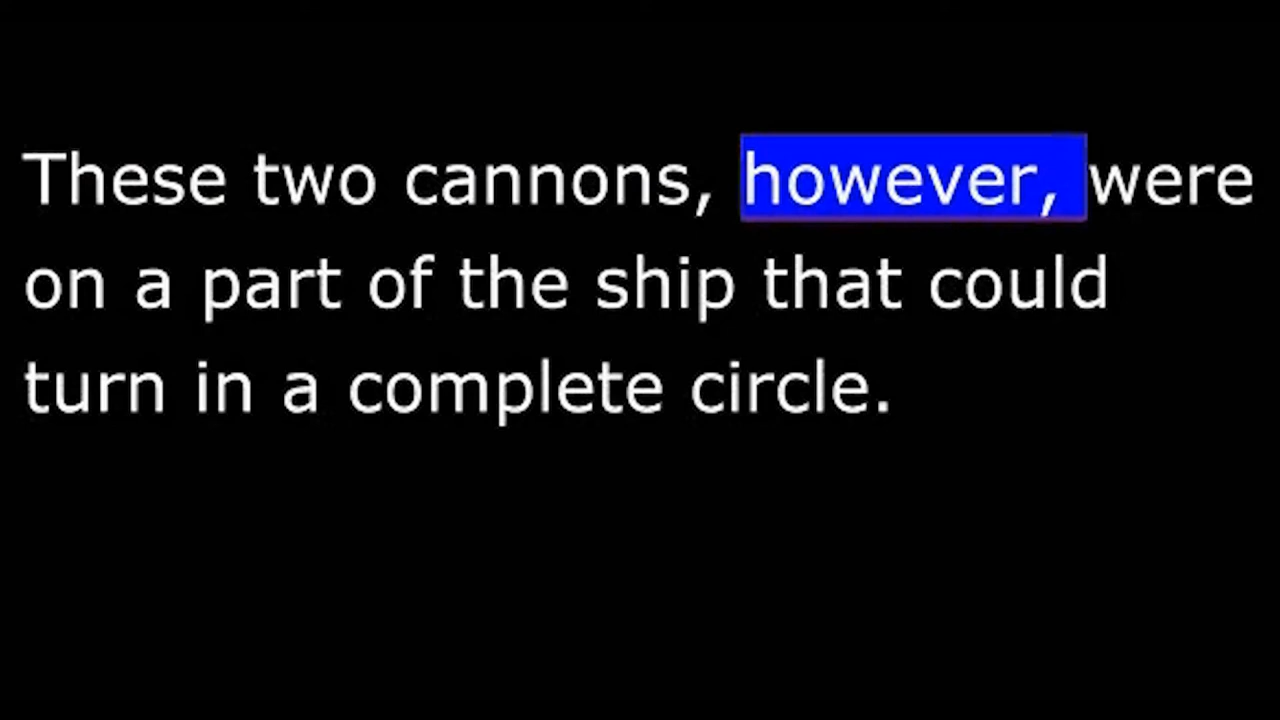 These two cannons, however, were
on a part of the ship that could
turn in a complete circle.